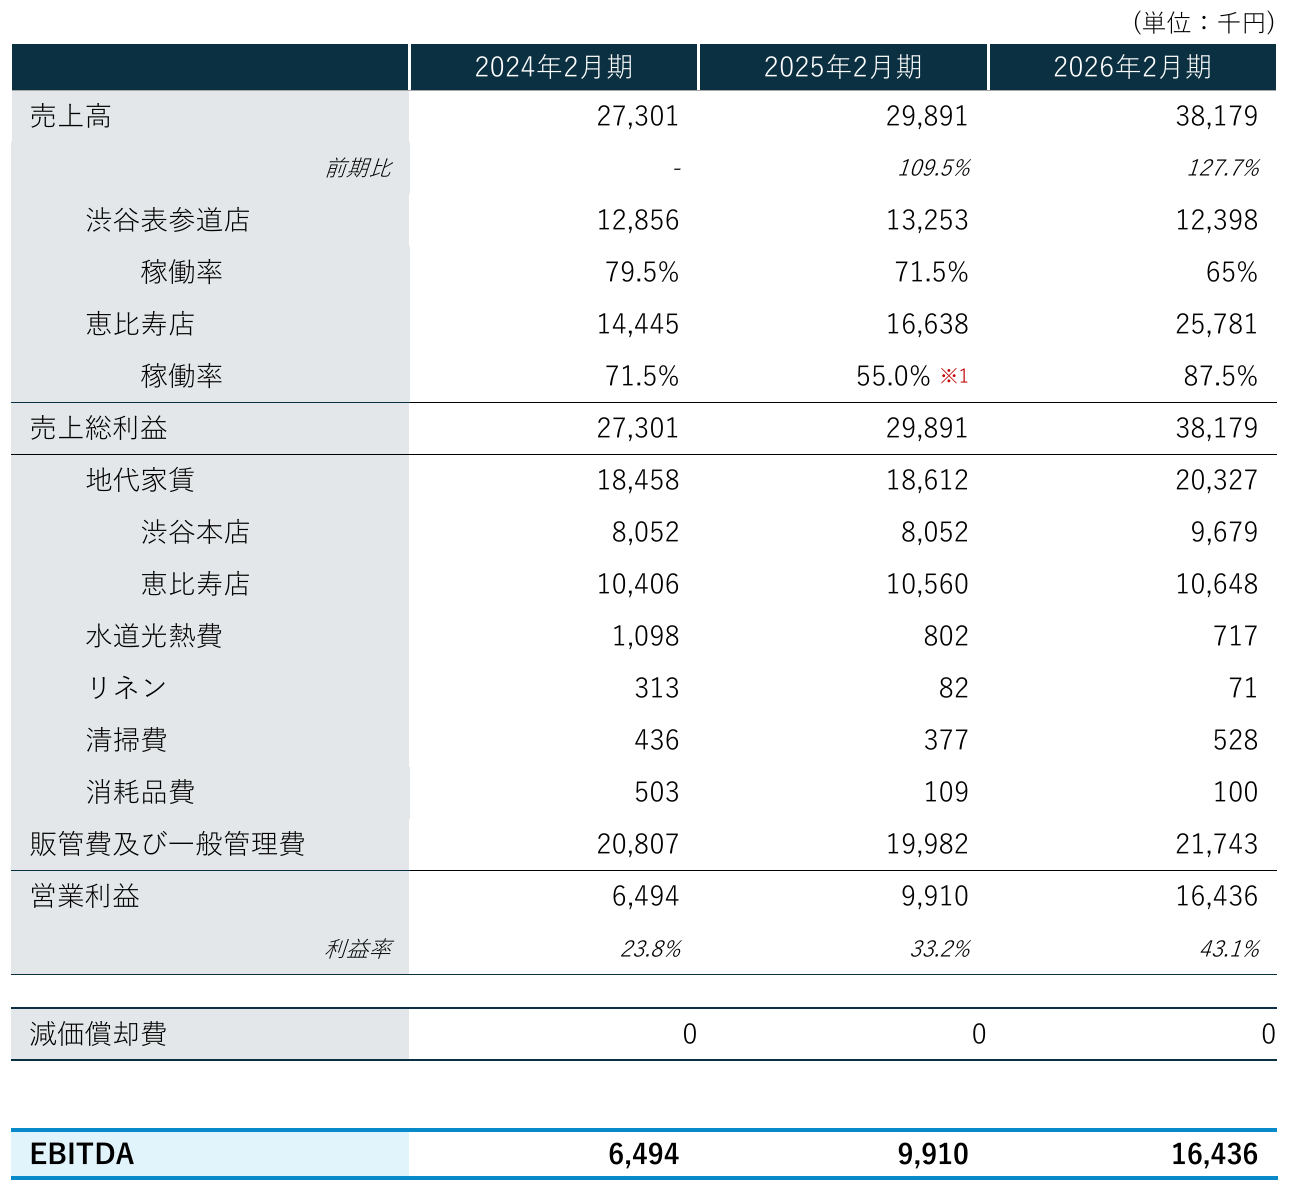 (単位：千円)
2024年2月期 2025年2月期 2026年2月期
売上高 27,301 29,891 38,179
前期比 - 109.5% 127.7%
渋谷表参道店 12,856 13,253 12,398
稼働率 79.5% 71.5% 65%
恵比寿店 14,445 16,638 25,781
稼働率 71.5% 55.0% ※1 87.5%
売上総利益 27,301 29,891 38,179
地代家賃 18,458 18,612 20,327
渋谷本店 8,052 8,052 9,679
恵比寿店 10,406 10,560 10,648
水道光熱費 1,098 802 717
リネン 313 82 71
清掃費 436 377 528
消耗品費 503 109 100
販管費及び一般管理費 20,807 19,982 21,743
営業利益 6,494 9,910 16,436
利益率 23.8% 33.2% 43.1%
減価償却費 0 0 0
EBITDA 6,494 9,910 16,436